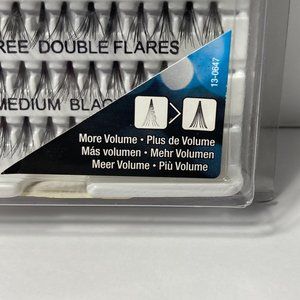 REE DOUBLE FLARES
MEDIUM BLAC
>
13-0647
More Volume • Plus de Volume
Más volumen • Mehr Volumen
Meer Volume • Più Volume